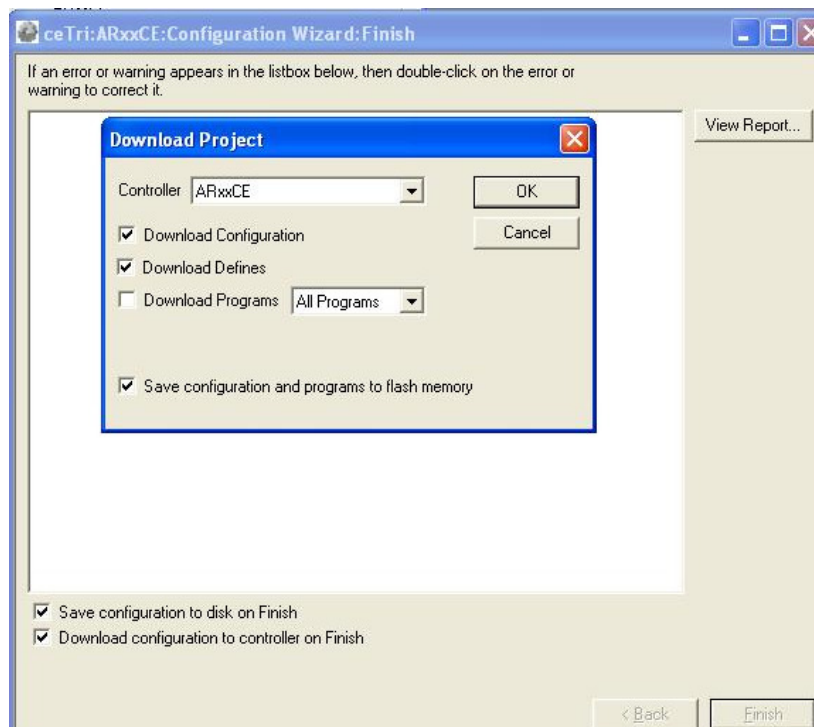 ceTri:ARxxCE:Configuration Wizard:Finish
If an error or warning appears in the listbox below, then double-click on the error or
warning to correct it.
View Report...
Download Project
Controller
ARxxCE
OK
Download Configuration
Cancel
Download Defines
Download Programs
All Programs
Save configuration and programs to flash memory
Save configuration to disk on Finish
Download configuration to controller on Finish
< Back
Finish